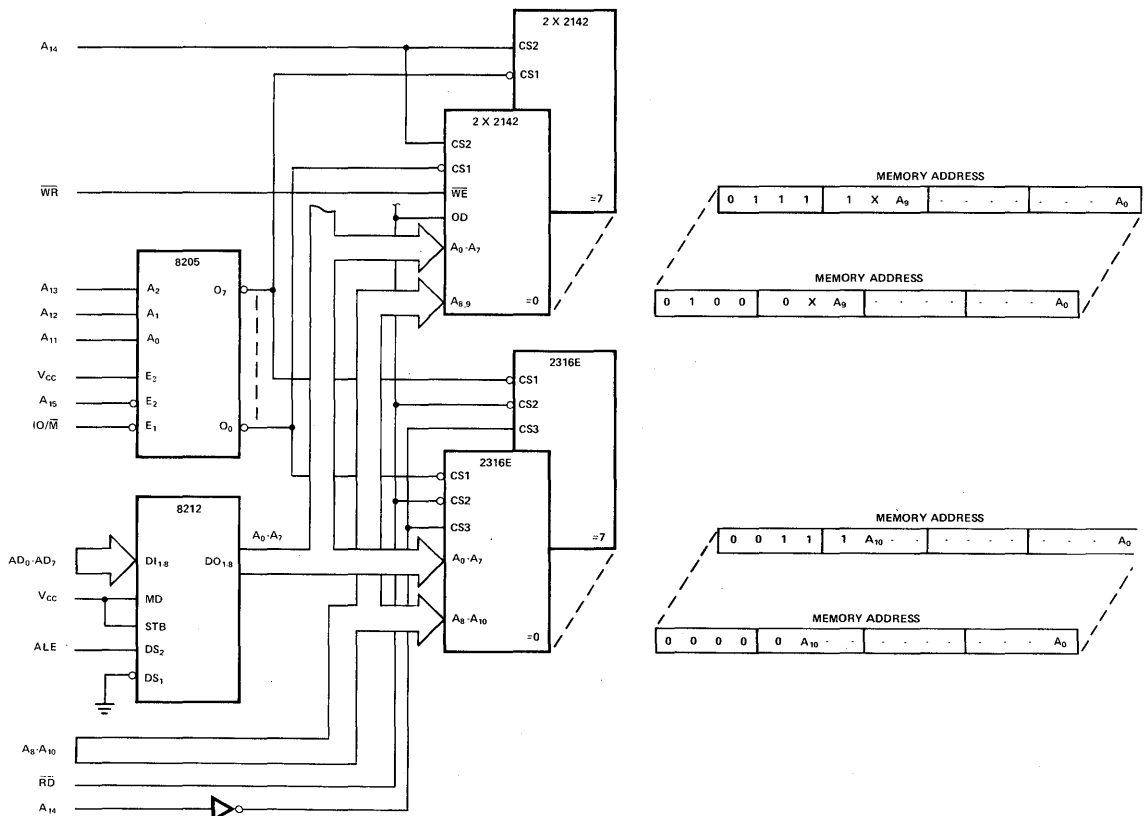 A14
2 X 2142
CS2
CS1
=7
2 X 2142
CS2
CS1
WR
WE
OD
A0-A7
A8,9
=0
MEMORY ADDRESS
0 1 1 1 1 X A9 - - - - - - - A0
MEMORY ADDRESS
0 1 0 0 0 X A9 - - - - - - - A0
8205
A13 A2 O7
A12 A1
A11 A0
VCC E2
A15 E2
IO/M E1 O0
2316E
CS1
CS2
CS3
=7
2316E
CS1
CS2
CS3
A0-A7
A8-A10
=0
MEMORY ADDRESS
0 0 1 1 1 A10 - - - - - - - A0
MEMORY ADDRESS
0 0 0 0 0 A10 - - - - - - - A0
8212
A0-A7
AD0-AD7 DI1-8 DO1-8
VCC MD
STB
ALE DS2
DS1
A8-A10
RD
A14